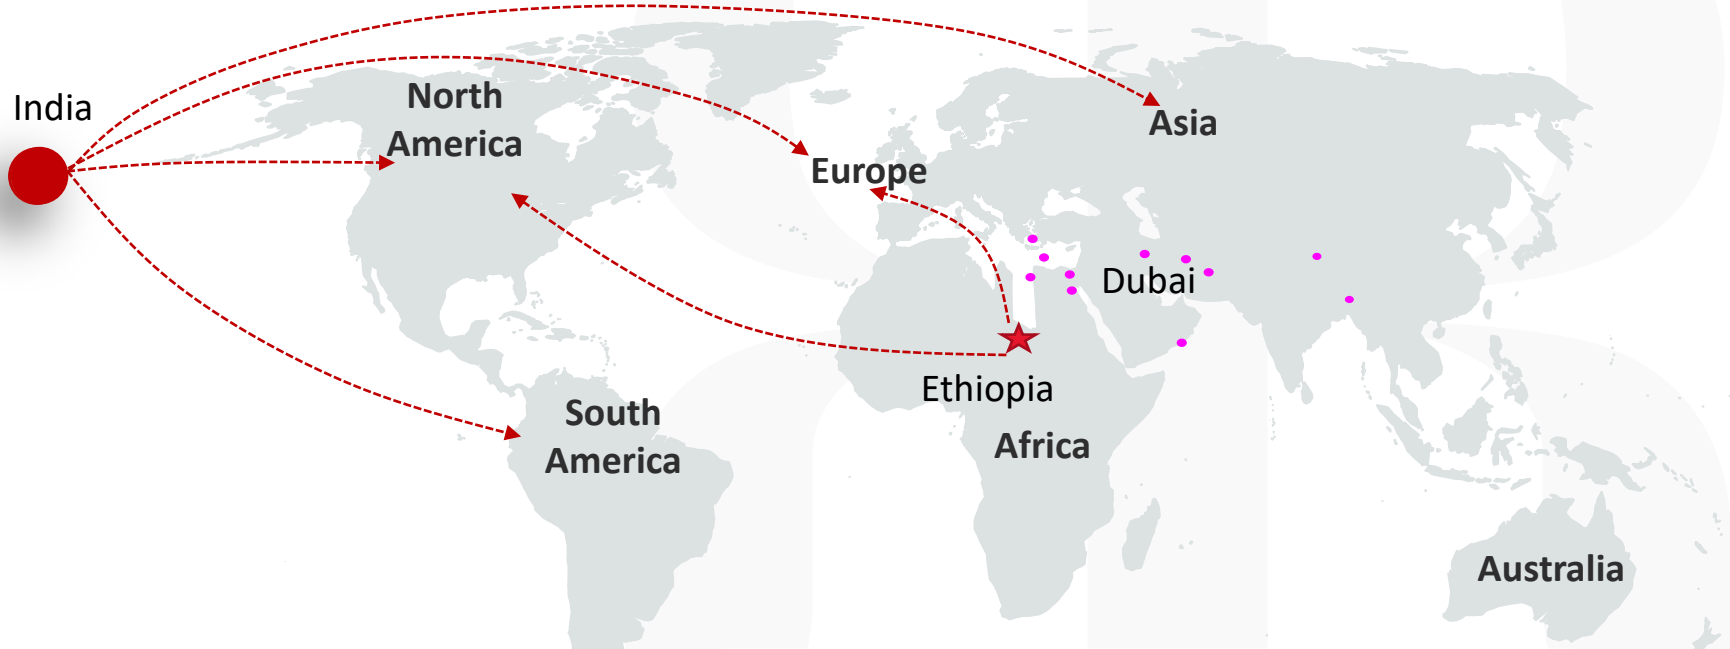 India
North
America
Asia
Europe
Dubai
Ethiopia
South
America
Africa
Australia